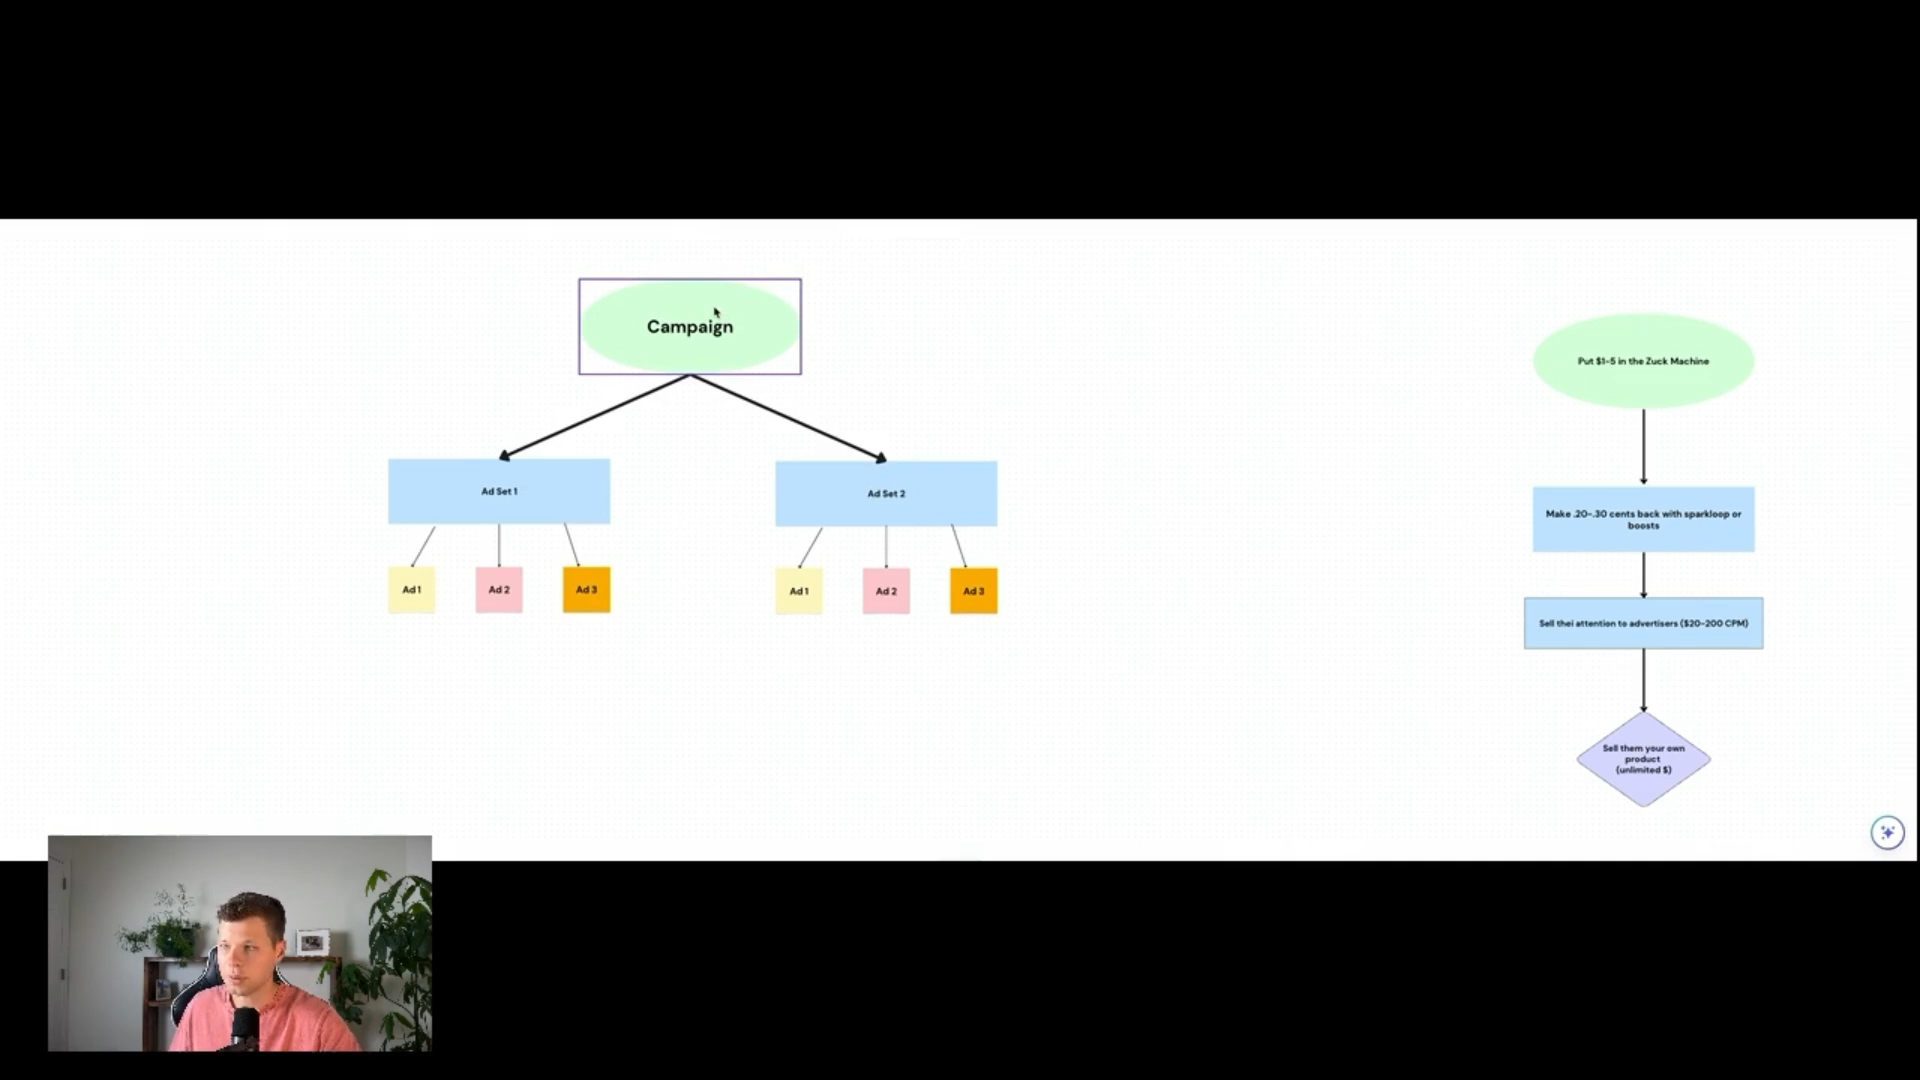 Campaign
Ad Set 1
Ad Set 2
Ad 1
Ad 2
Ad 3
Ad 1
Ad 2
Ad 3
Put $1-5 in the Zuck Machine
Make .20-.30 cents back with sparkloop or
boosts
Sell thei attention to advertisers ($20-200 CPM)
Sell them your own
product
(unlimited $)